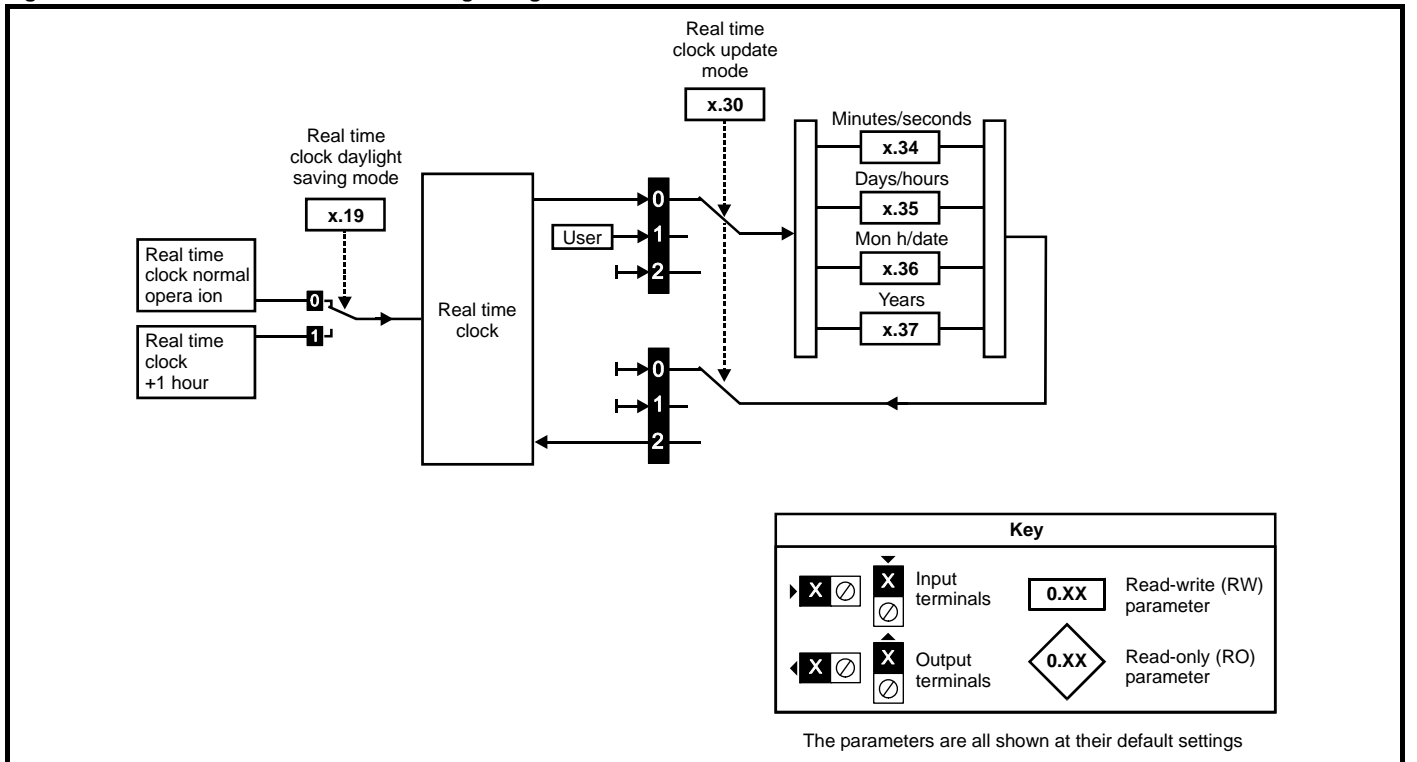 Real time
clock update
mode
x.30
Real time
clock daylight
saving mode
x.19
Real time
clock normal
opera ion
0
Real time
clock
+1 hour
1
Real time
clock
0
User
1
2
0
1
2
Minutes/seconds
x.34
Days/hours
x.35
Mon h/date
x.36
Years
x.37
Key
X
X
Input
terminals
0.XX
Read-write (RW)
parameter
X
X
Output
terminals
0.XX
Read-only (RO)
parameter
The parameters are all shown at their default settings